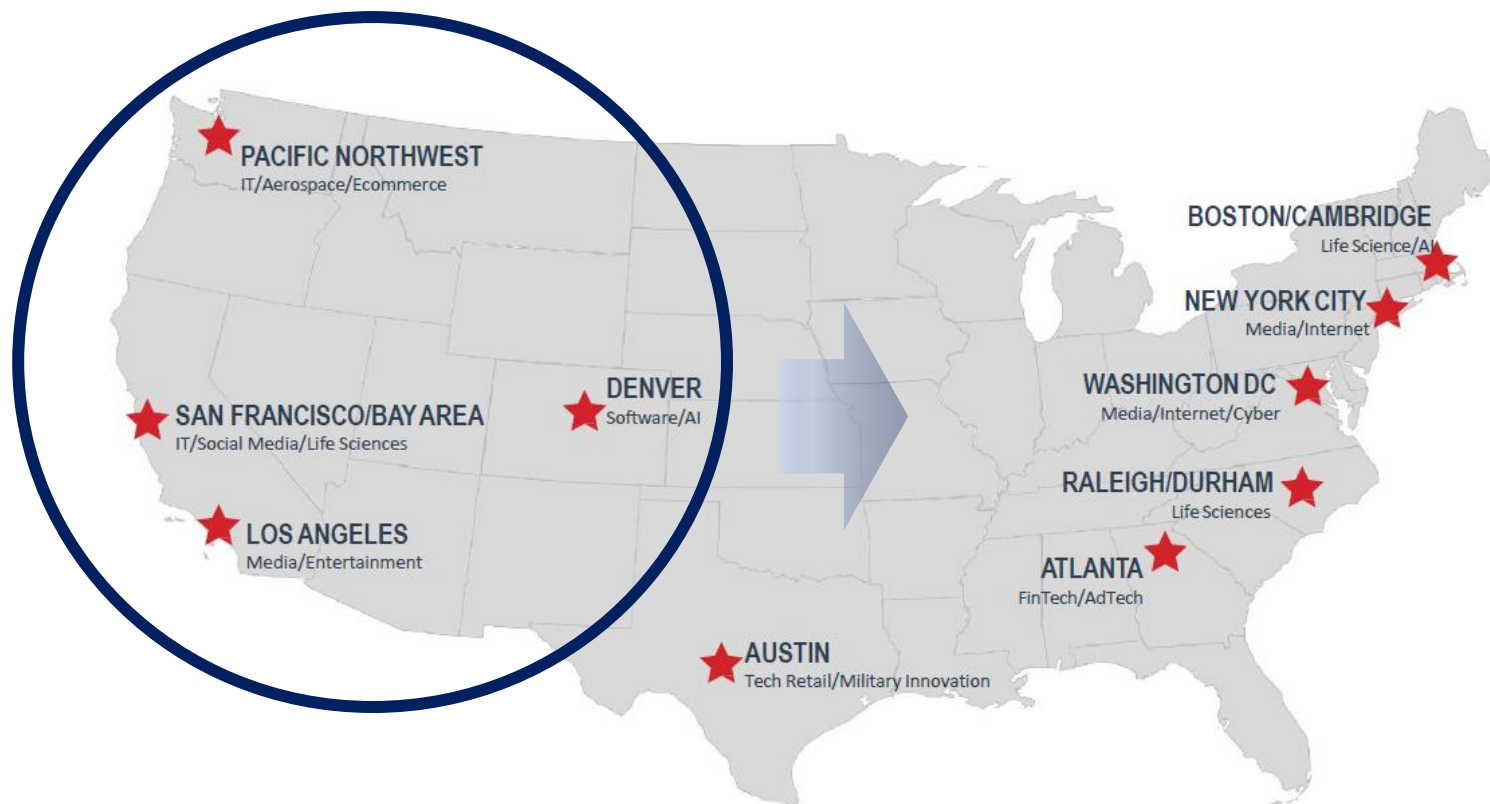 PACIFIC NORTHWEST
IT/Aerospace/Ecommerce
SAN FRANCISCO/BAY AREA
IT/Social Media/Life Sciences
LOS ANGELES
Media/Entertainment
DENVER
Software/AI
AUSTIN
Tech Retail/Military Innovation
BOSTON/CAMBRIDGE
Life Science/AI
NEW YORK CITY
Media/Internet
WASHINGTON DC
Media/Internet/Cyber
RALEIGH/DURHAM
Life Sciences
ATLANTA
FinTech/AdTech